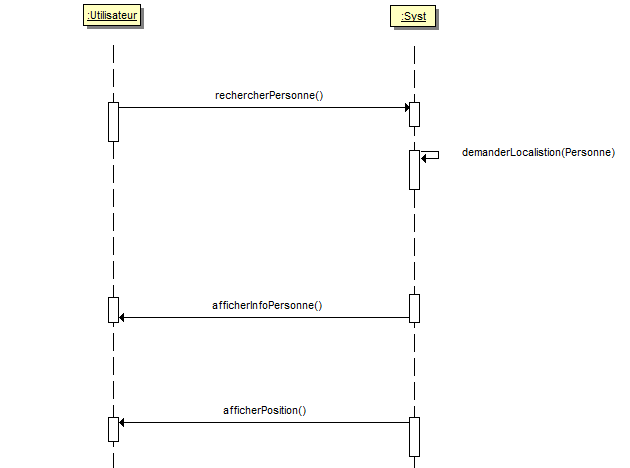 :Utilisateur
:Syst
rechercherPersonne()
demanderLocalistion(Personne)
afficherInfoPersonne()
afficherPosition()